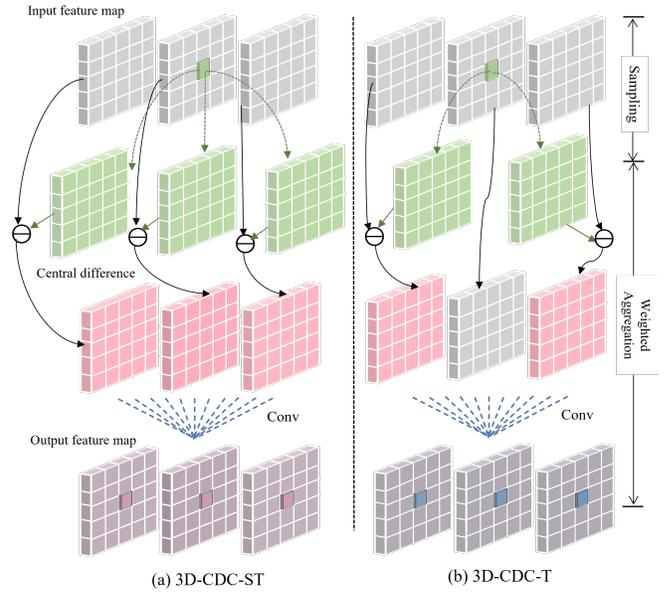 Input feature map
Sampling
Central difference
Weighted
Aggregation
Conv
Conv
Output feature map
(a) 3D-CDC-ST
(b) 3D-CDC-T